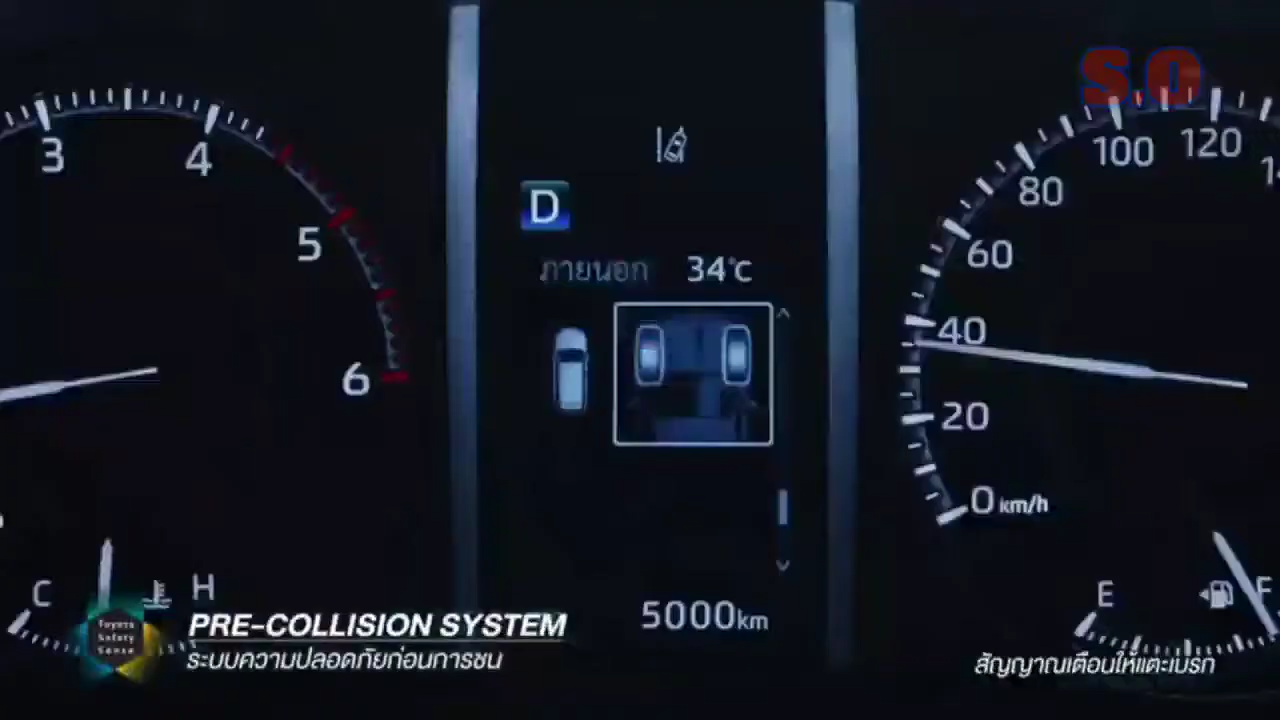 S.O
3
4
5
6
D
ภายนอก 34°C
100
120
80
60
40
20
0 km/h
C
H
E
F
5000km
Toyota
Safety
Sense
PRE-COLLISION SYSTEM
ระบบความปลอดภัยก่อนการชน
สัญญาณเตือนให้แตะเบรก